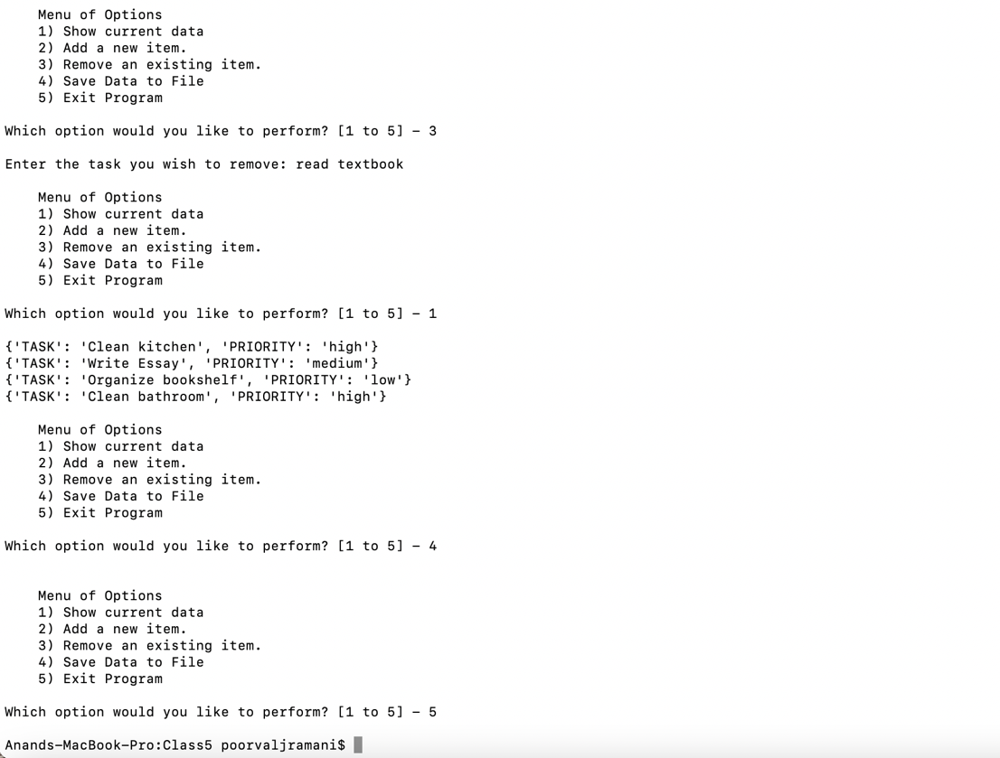 Menu of Options
1) Show current data
2) Add a new item.
3) Remove an existing item.
4) Save Data to File
5) Exit Program
Which option would you like to perform? [1 to 5] – 3
Enter the task you wish to remove: read textbook
Menu of Options
1) Show current data
2) Add a new item.
3) Remove an existing item.
4) Save Data to File
5) Exit Program
Which option would you like to perform? [1 to 5] – 1
{'TASK': 'Clean kitchen', 'PRIORITY': 'high'}
{'TASK': 'Write Essay', 'PRIORITY': 'medium'}
{'TASK': 'Organize bookshelf', 'PRIORITY': 'low'}
{'TASK': 'Clean bathroom', 'PRIORITY': 'high'}
Menu of Options
1) Show current data
2) Add a new item.
3) Remove an existing item.
4) Save Data to File
5) Exit Program
Which option would you like to perform? [1 to 5] – 4
Menu of Options
1) Show current data
2) Add a new item.
3) Remove an existing item.
4) Save Data to File
5) Exit Program
Which option would you like to perform? [1 to 5] – 5
Anands–MacBook–Pro:Class5 poorvaljramani$